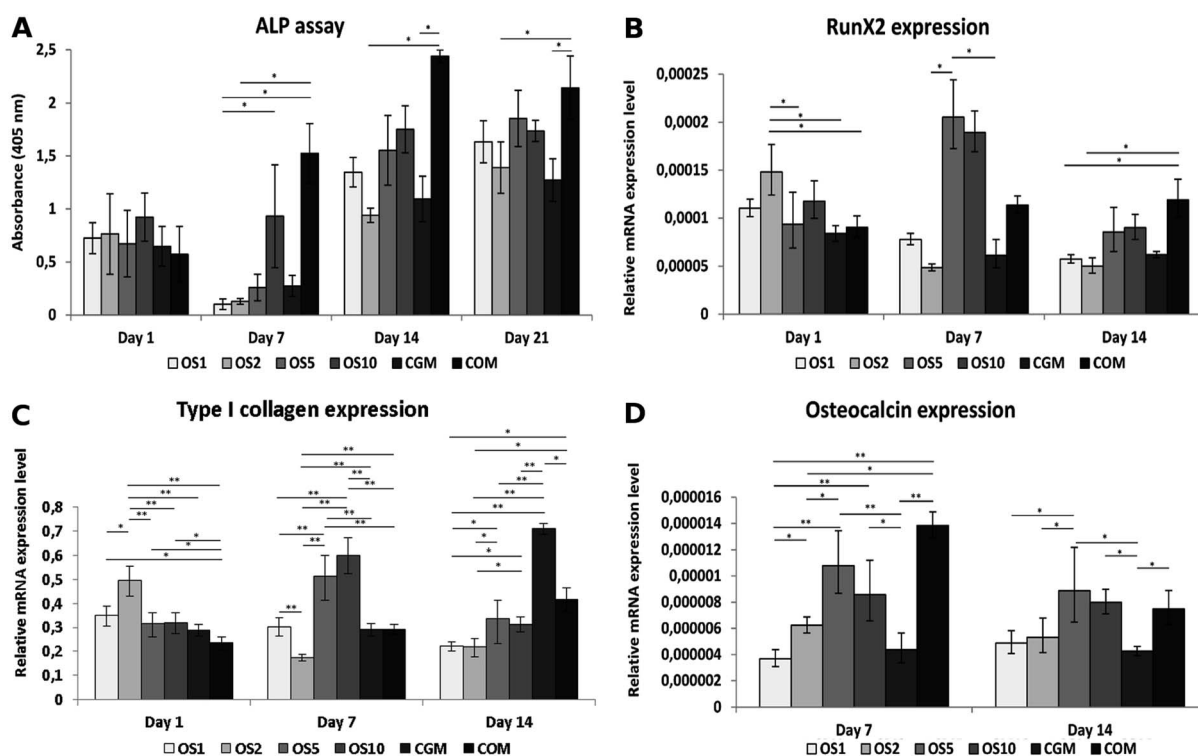 A
ALP assay
Absorbance (405 nm)
2,5
2
1,5
1
0,5
0
* * * * * * * *
Day 1 Day 7 Day 14 Day 21
OS1 OS2 OS5 OS10 CGM COM
B
RunX2 expression
Relative mRNA expression level
0,00025
0,0002
0,00015
0,0001
0,00005
0
* * * * * * *
Day 1 Day 7 Day 14
OS1 OS2 OS5 OS10 CGM COM
C
Type I collagen expression
Relative mRNA expression level
0,8
0,7
0,6
0,5
0,4
0,3
0,2
0,1
0
Day 1 Day 7 Day 14
OS1 OS2 OS5 OS10 CGM COM
D
Osteocalcin expression
Relative mRNA expression level
0,000016
0,000014
0,000012
0,00001
0,000008
0,000006
0,000004
0,000002
0
Day 7 Day 14
OS1 OS2 OS5 OS10 CGM COM